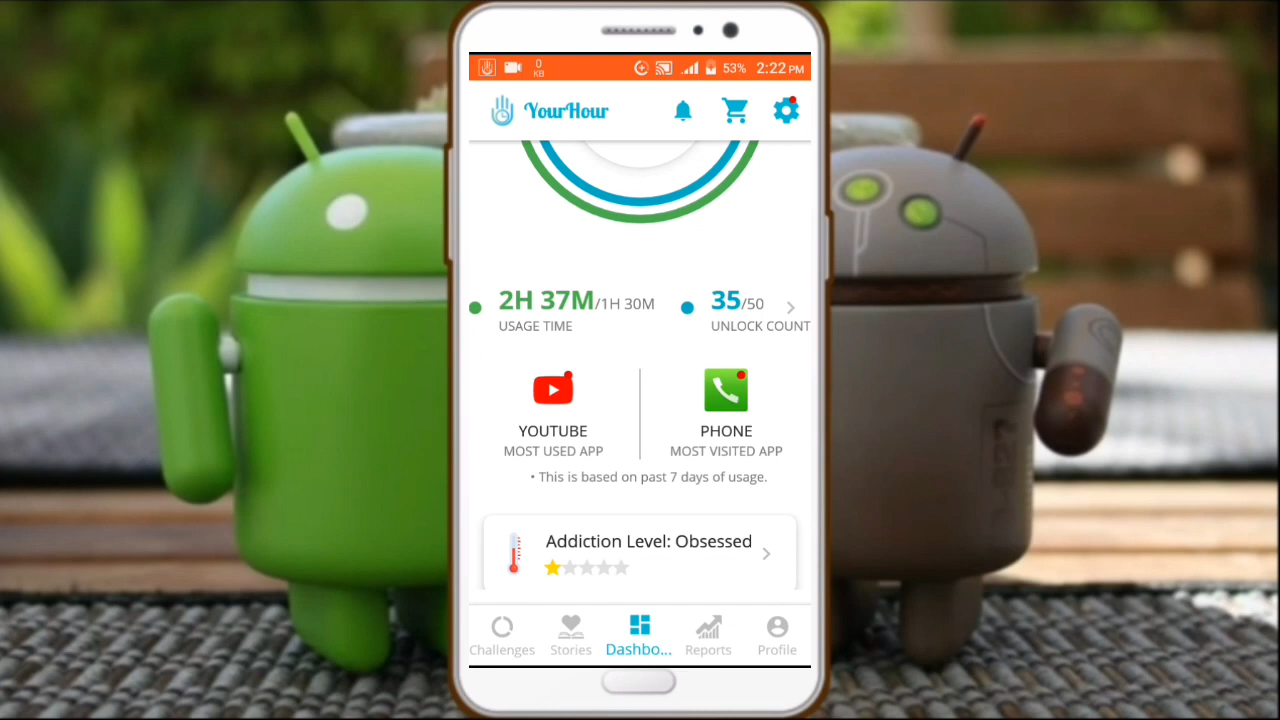 0
KB
53% 2:22 PM
YourHour
2H 37M/1H 30M
USAGE TIME
35/50
UNLOCK COUNT
YOUTUBE
MOST USED APP
PHONE
MOST VISITED APP
• This is based on past 7 days of usage.
Addiction Level: Obsessed
Challenges
Stories
Dashbo...
Reports
Profile